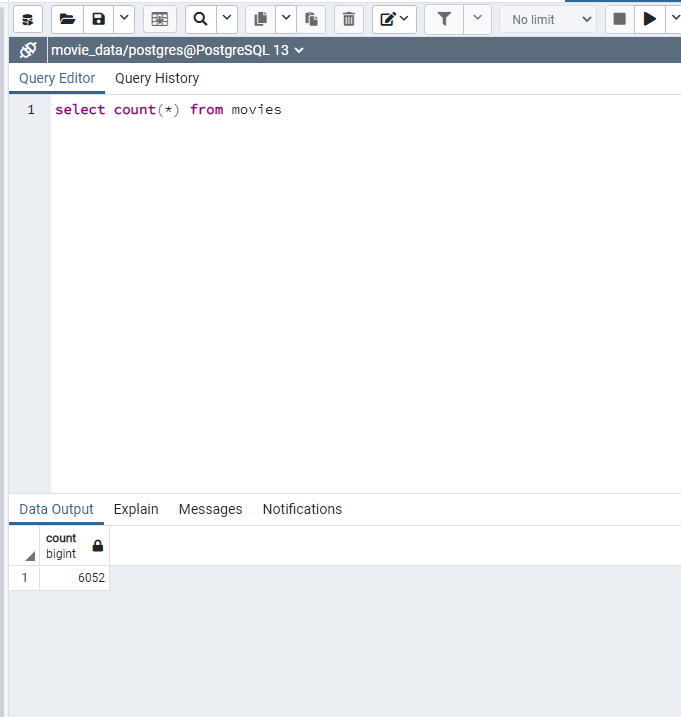 No limit
movie_data/postgres@PostgreSQL 13
Query Editor Query History
1 select count(*) from movies
Data Output Explain Messages Notifications
count
bigint
1 6052